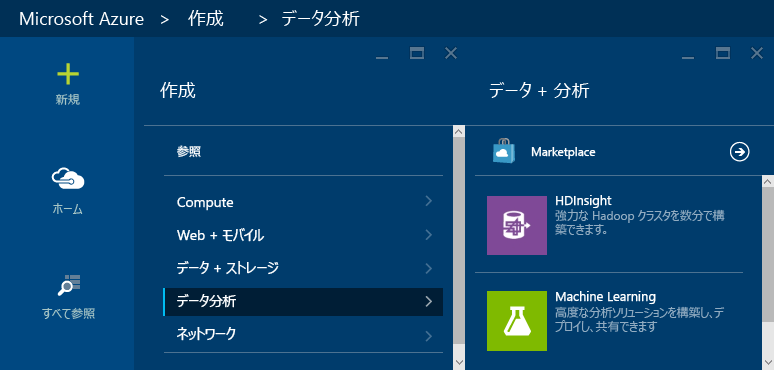 Microsoft Azure > 作成 > データ分析
新規
ホーム
すべて参照
作成
参照
Compute
Web + モバイル
データ + ストレージ
データ分析
ネットワーク
データ + 分析
Marketplace
HDInsight
強力な Hadoop クラスタを数分で構
築できます。
Machine Learning
高度な分析ソリューションを構築し、デ
プロイし、共有できます